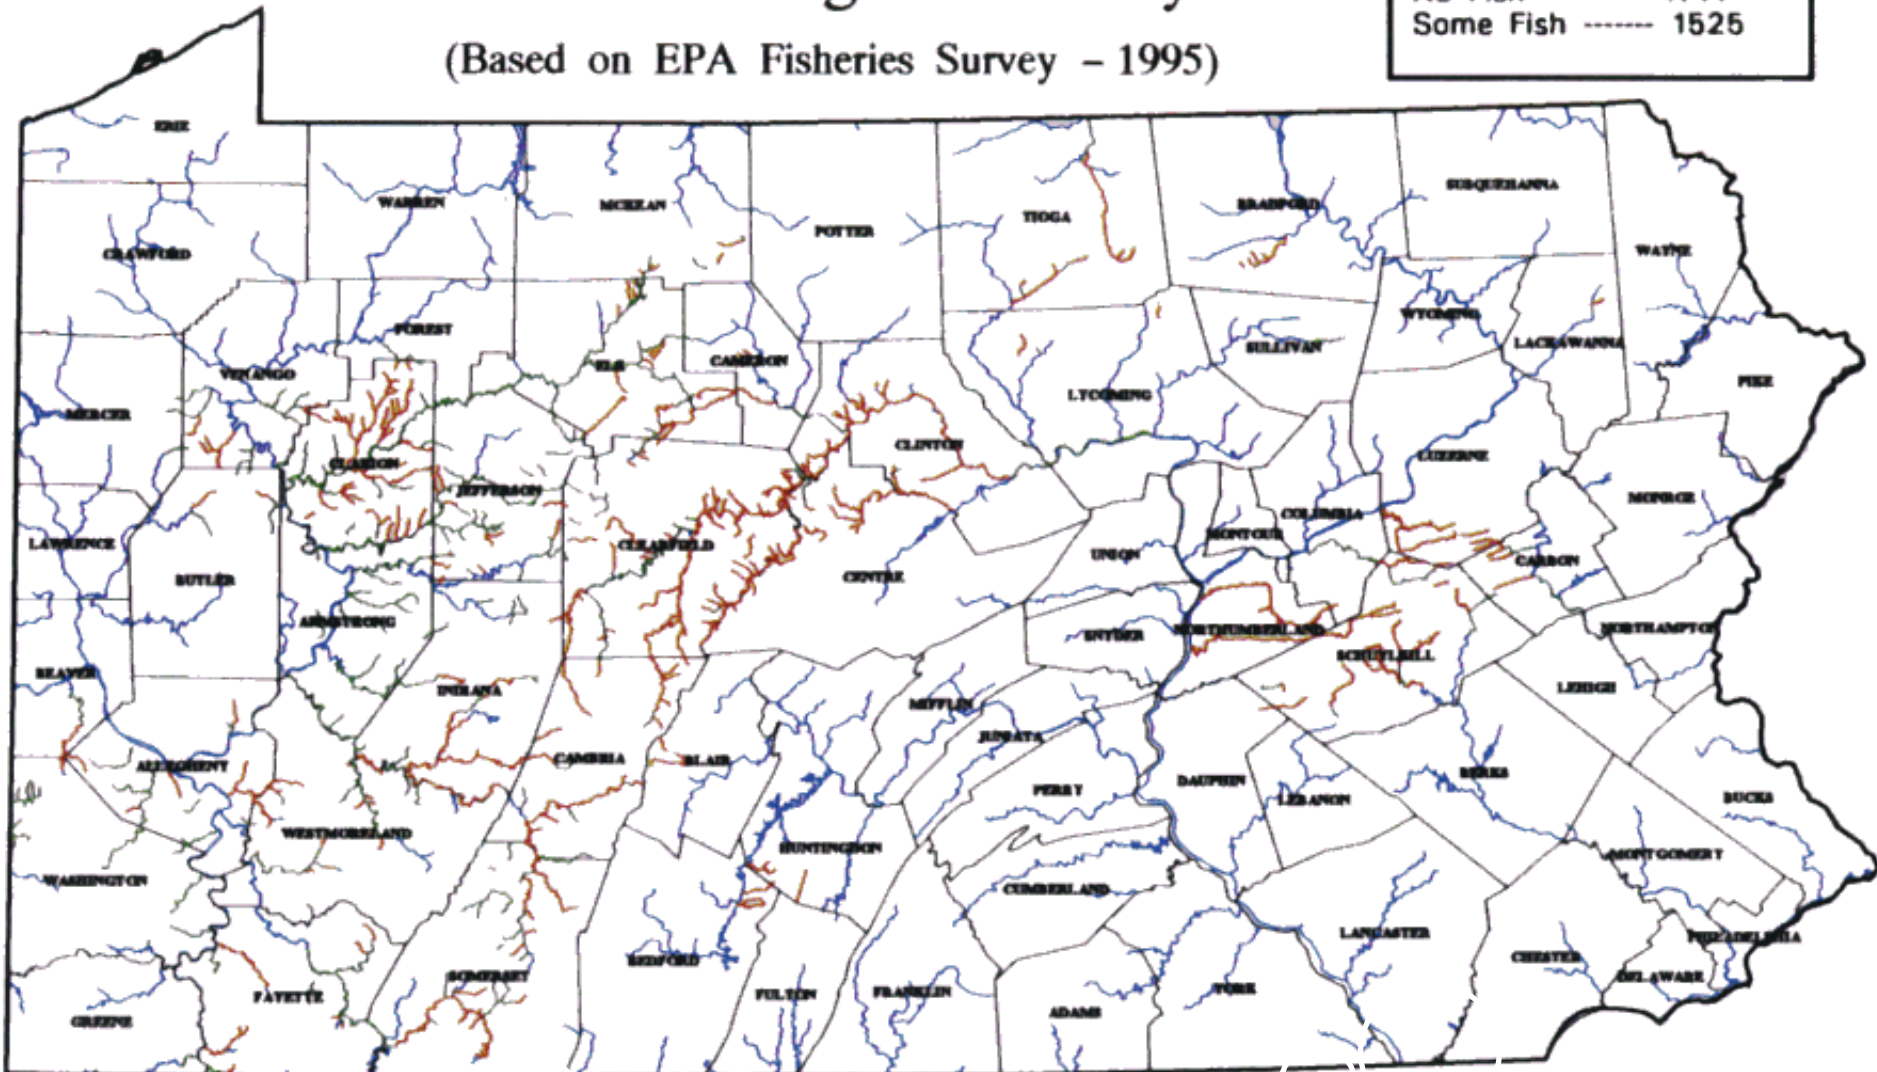 Some Fish ------- 1525
(Based on EPA Fisheries Survey - 1995)
ERIE
WARREN
MCKEAN
POTTER
TIOGA
BRADFORD
SUSQUEHANNA
WAYNE
CRAWFORD
FOREST
ELK
CAMERON
WYOMING
LACKAWANNA
SULLIVAN
PIKE
VENANGO
MERCER
LYCOMING
CLINTON
CLARION
LUZERNE
JEFFERSON
MONROE
COLUMBIA
MONTOUR
LAWRENCE
CLEARFIELD
UNION
CARBON
BUTLER
CENTRE
ARMSTRONG
SNYDER
NORTHUMBERLAND
NORTHAMPTO
SCHUYLKILL
BEAVER
INDIANA
LEHIGH
MIFFLIN
JUNIATA
ALLEGHENY
CAMBRIA
BLAIR
BERKS
PERRY
DAUPHIN
LEBANON
BUCKS
WESTMORELAND
HUNTINGDON
MONTGOMERY
WASHINGTON
CUMBERLAND
LANCASTER
PHILADELPHIA
BEDFORD
CHESTER
SOMERSET
DELAWARE
FAYETTE
FULTON
FRANKLIN
YORK
GREENE
ADAMS